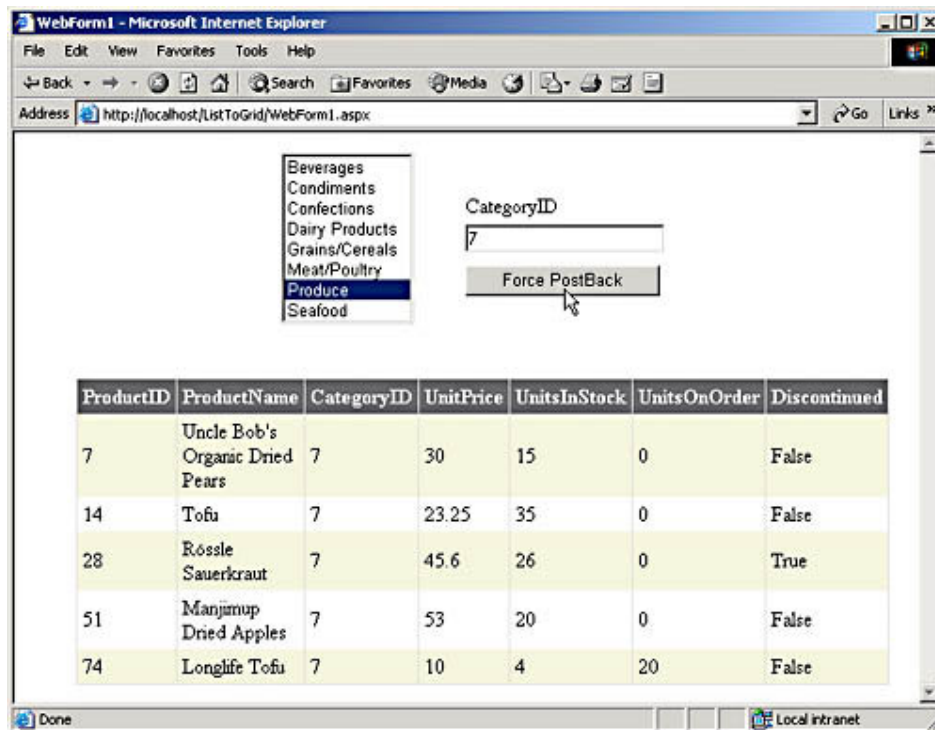 WebForm1 - Microsoft Internet Explorer
File Edit View Favorites Tools Help
Back Search Favorites Media
Address http://localhost/ListToGrid/WebForm1.aspx Go Links »
Beverages
Condiments
Confections
Dairy Products
Grains/Cereals
Meat/Poultry
Produce
Seafood
CategoryID
7
Force PostBack
ProductID ProductName CategoryID UnitPrice UnitsInStock UnitsOnOrder Discontinued
7 Uncle Bob's Organic Dried Pears 7 30 15 0 False
14 Tofu 7 23.25 35 0 False
28 Rössle Sauerkraut 7 45.6 26 0 True
51 Manjimup Dried Apples 7 53 20 0 False
74 Longlife Tofu 7 10 4 20 False
Done Local intranet